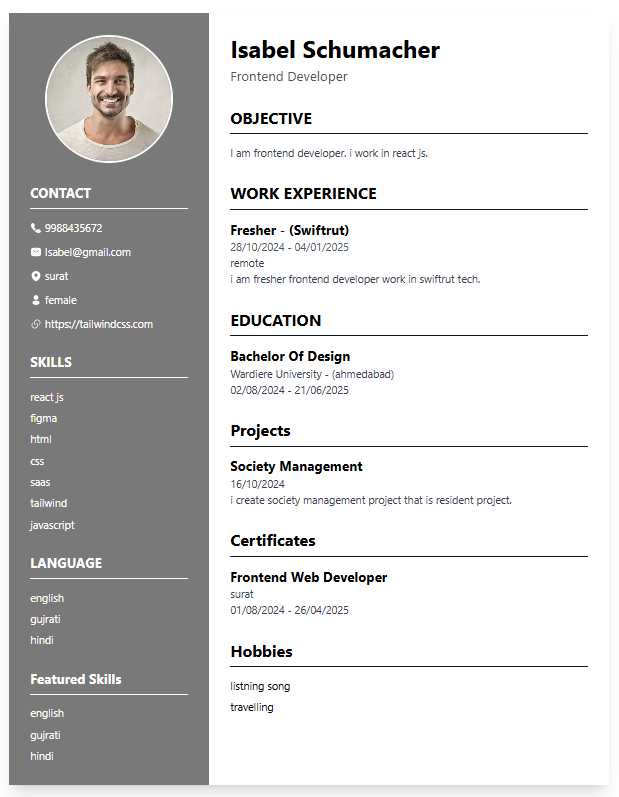 CONTACT
9988435672
Isabel@gmail.com
surat
female
https://tailwindcss.com
SKILLS
react js
figma
html
css
saas
tailwind
javascript
LANGUAGE
english
gujrati
hindi
Featured Skills
english
gujrati
hindi
Isabel Schumacher
Frontend Developer
OBJECTIVE
I am frontend developer. i work in react js.
WORK EXPERIENCE
Fresher - (Swiftrut)
28/10/2024 - 04/01/2025
remote
i am fresher frontend developer work in swiftrut tech.
EDUCATION
Bachelor Of Design
Wardiere University - (ahmedabad)
02/08/2024 - 21/06/2025
Projects
Society Management
16/10/2024
i create society management project that is resident project.
Certificates
Frontend Web Developer
surat
01/08/2024 - 26/04/2025
Hobbies
listning song
travelling